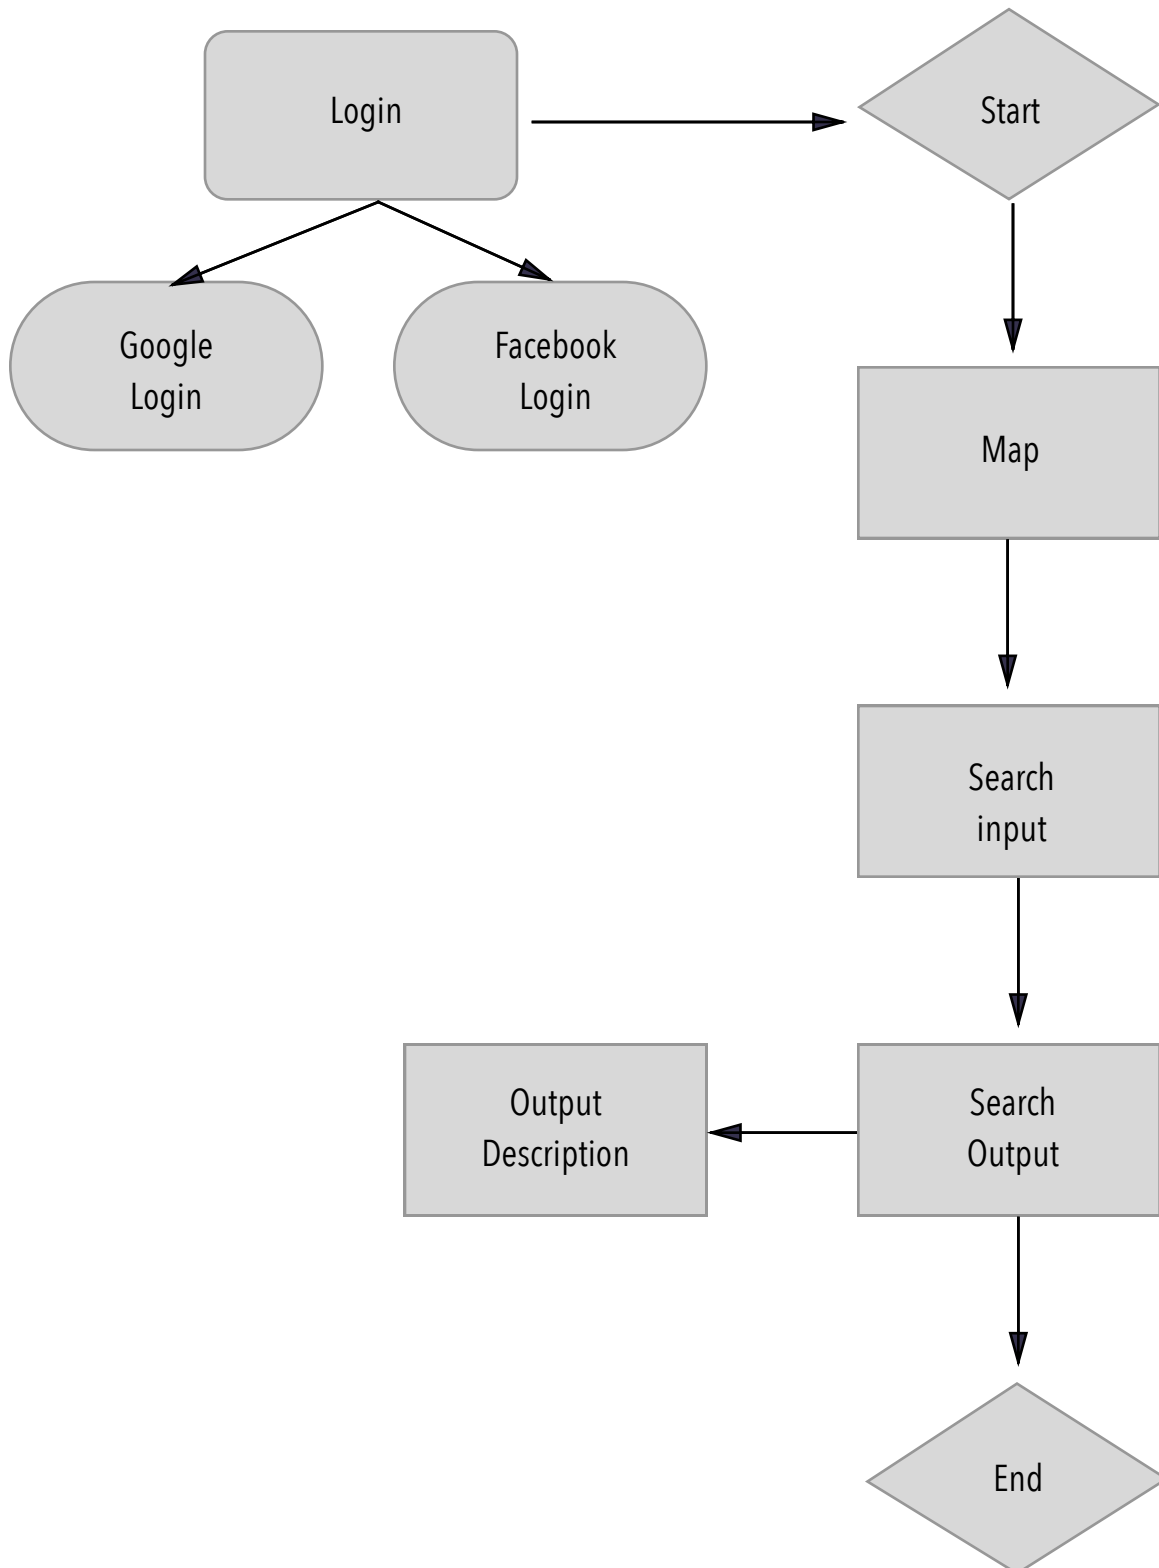 Login
Start
Google
Login
Facebook
Login
Map
Search
input
Output
Description
Search
Output
End